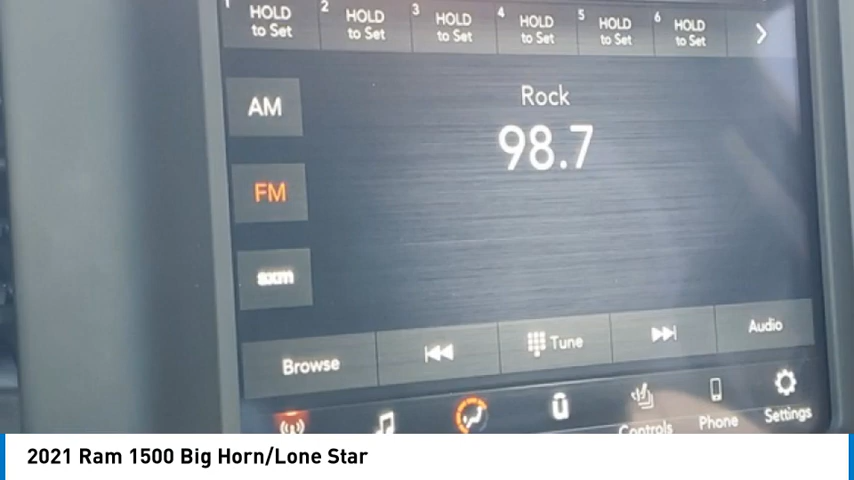 1 HOLD to Set 2 HOLD to Set 3 HOLD to Set 4 HOLD to Set 5 HOLD to Set 6 HOLD to Set
AM
Rock
98.7
FM
sxm
Browse Tune Audio
Controls Phone Settings
2021 Ram 1500 Big Horn/Lone Star